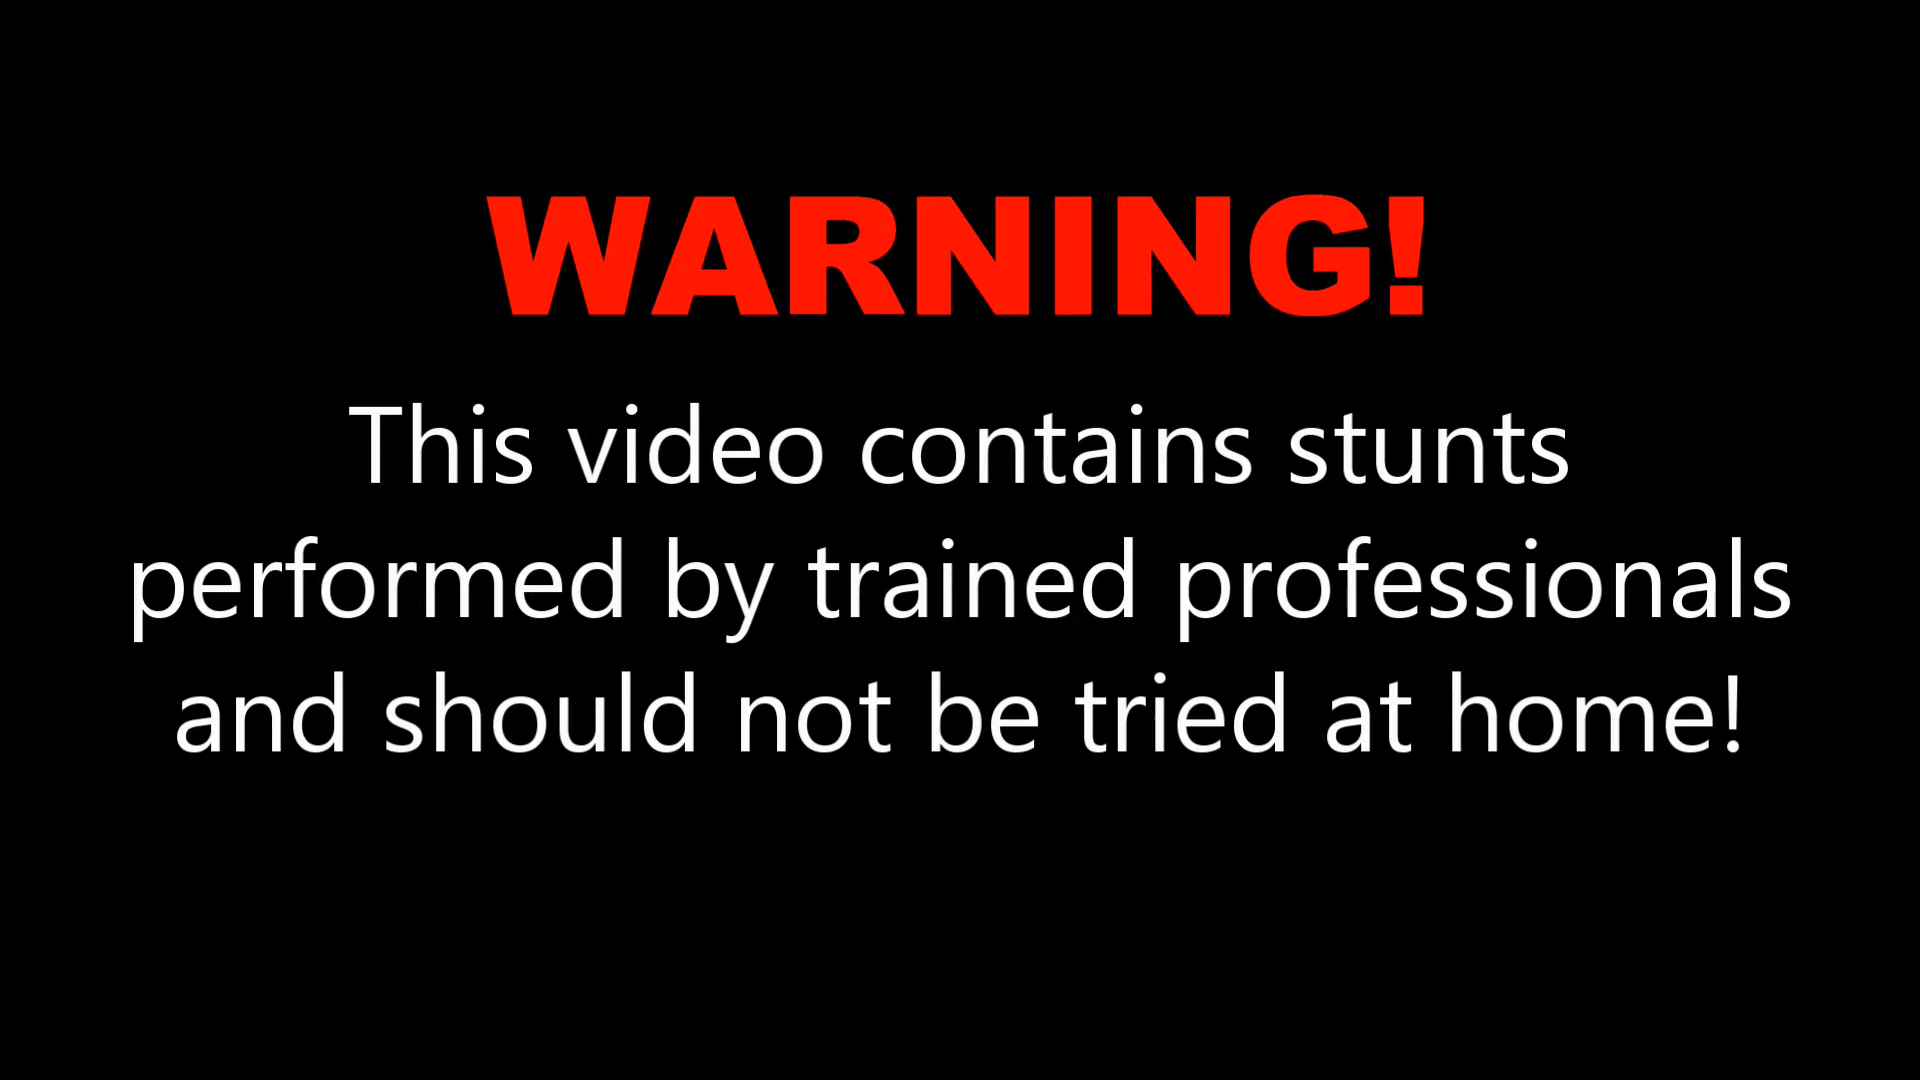 WARNING!
This video contains stunts
performed by trained professionals
and should not be tried at home!